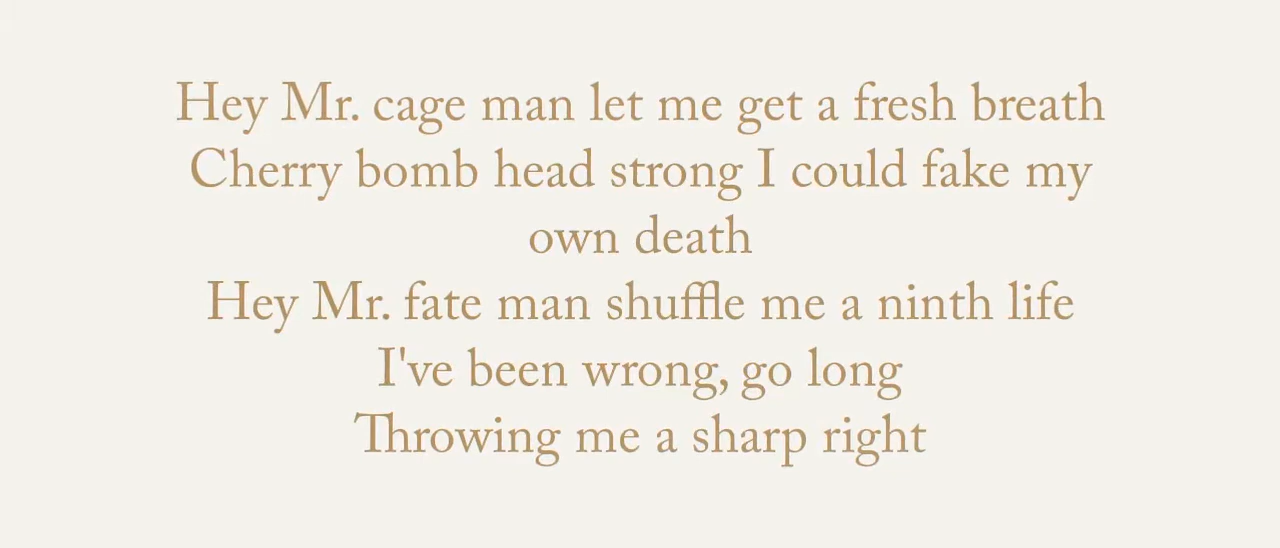 Hey Mr. cage man let me get a fresh breath
Cherry bomb head strong I could fake my
own death
Hey Mr. fate man shuffle me a ninth life
I've been wrong, go long
Throwing me a sharp right